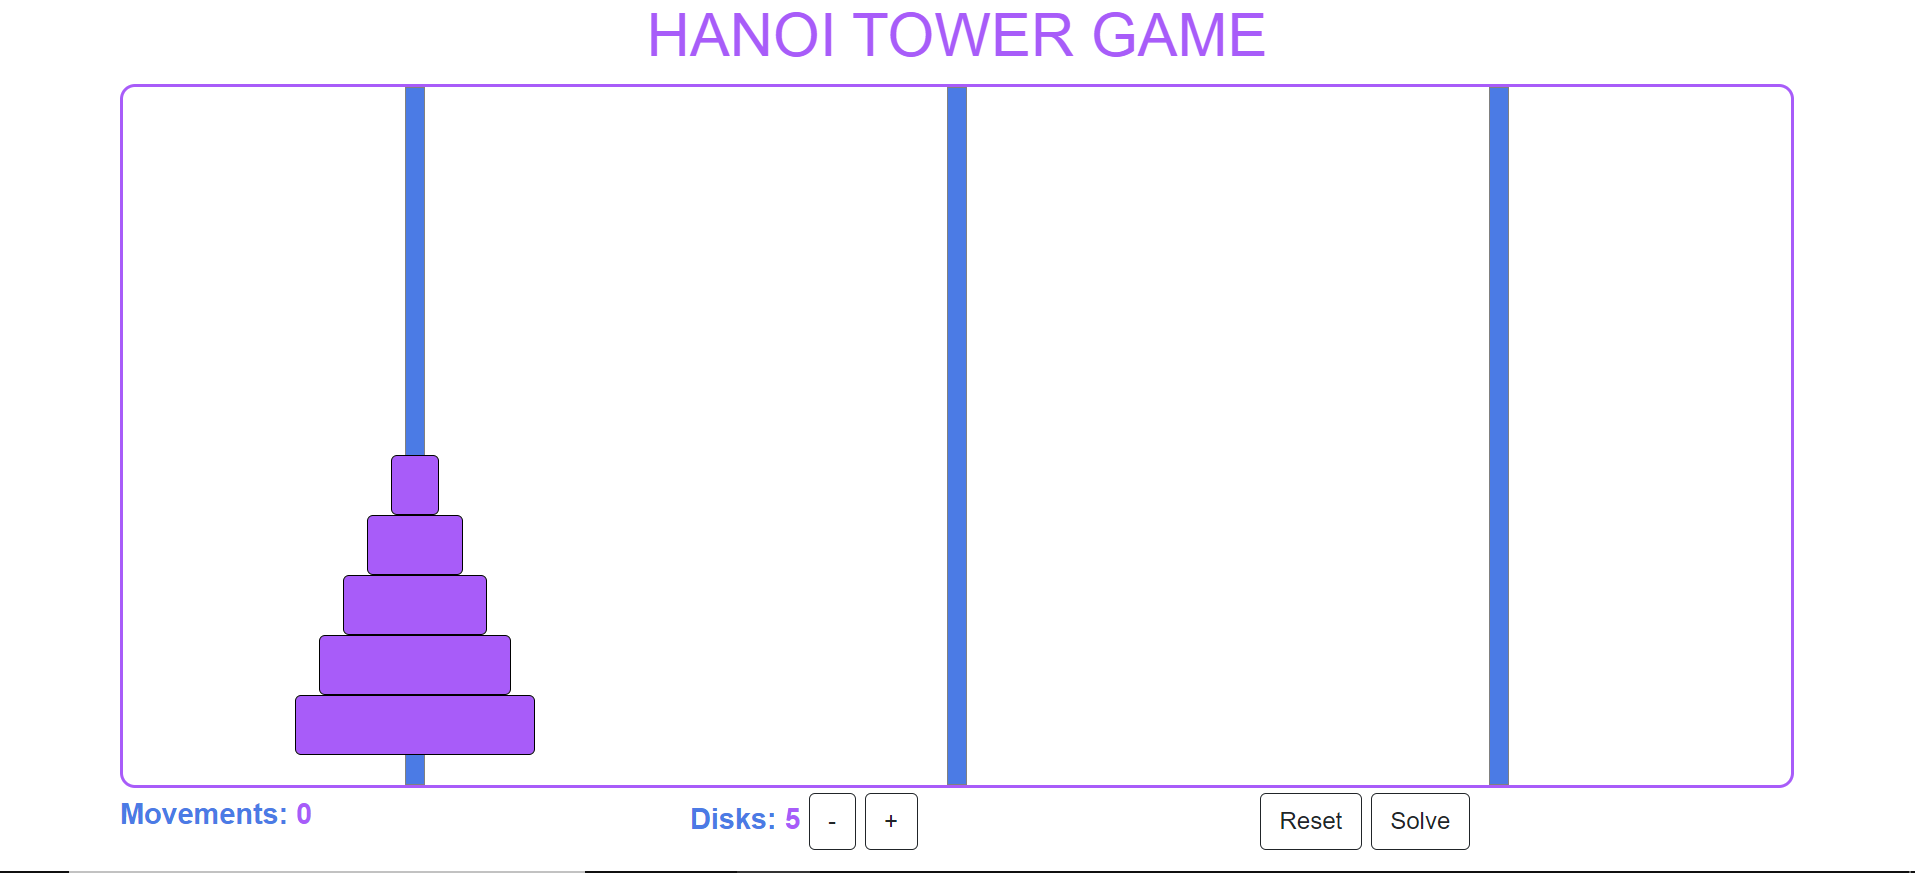 HANOI TOWER GAME
Movements: 0
Disks: 5 - +
Reset Solve